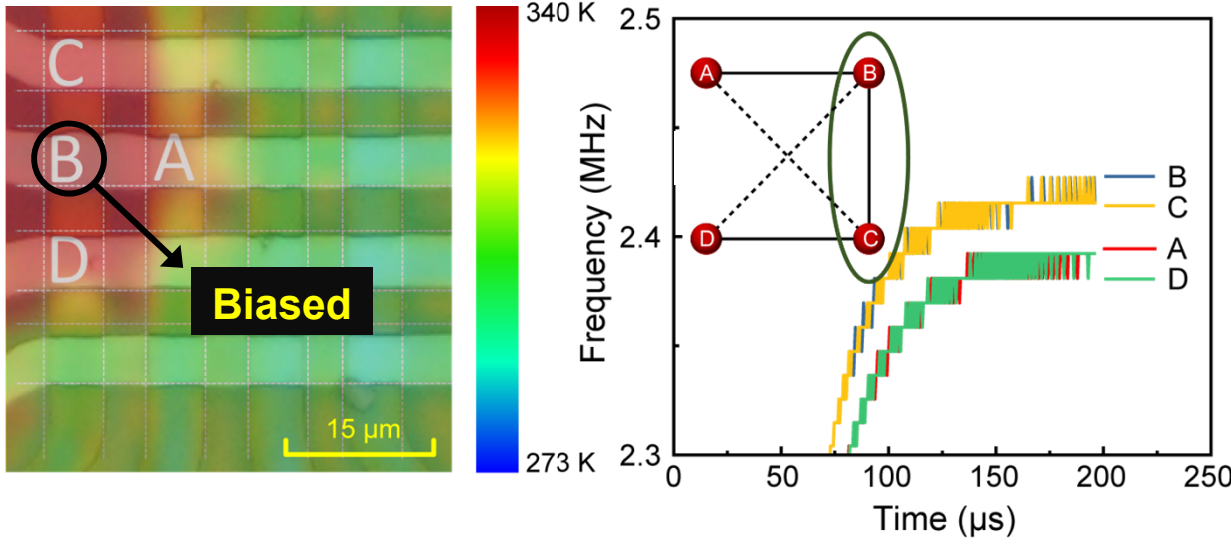 C
B
A
D
Biased
15 µm
340 K
273 K
Frequency (MHz)
2.5
2.4
2.3
A
B
D
C
B
C
A
D
0
50
100
150
200
250
Time (µs)